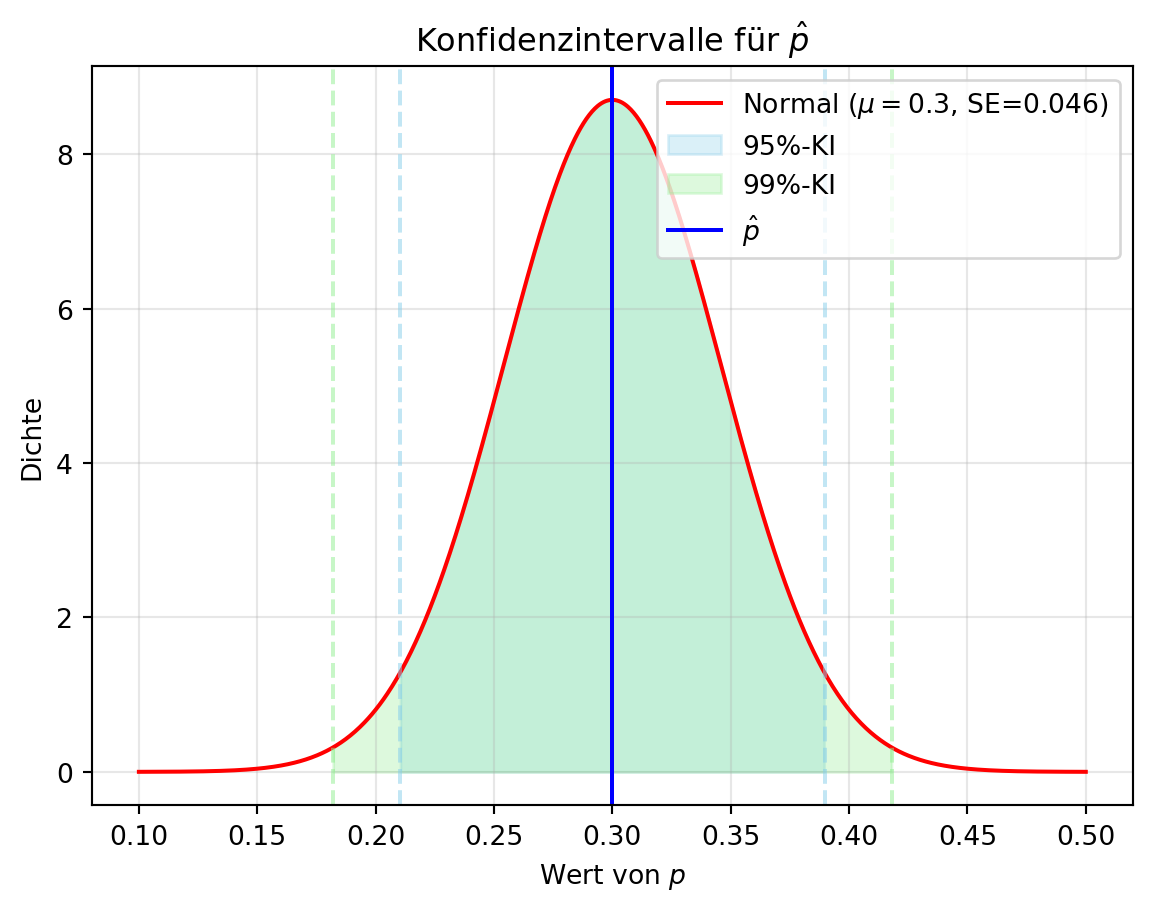 Konfidenzintervalle für p̂
Normal (μ = 0.3, SE=0.046)
95%-KI
99%-KI
p̂
Dichte
8
6
4
2
0
0.10 0.15 0.20 0.25 0.30 0.35 0.40 0.45 0.50
Wert von p